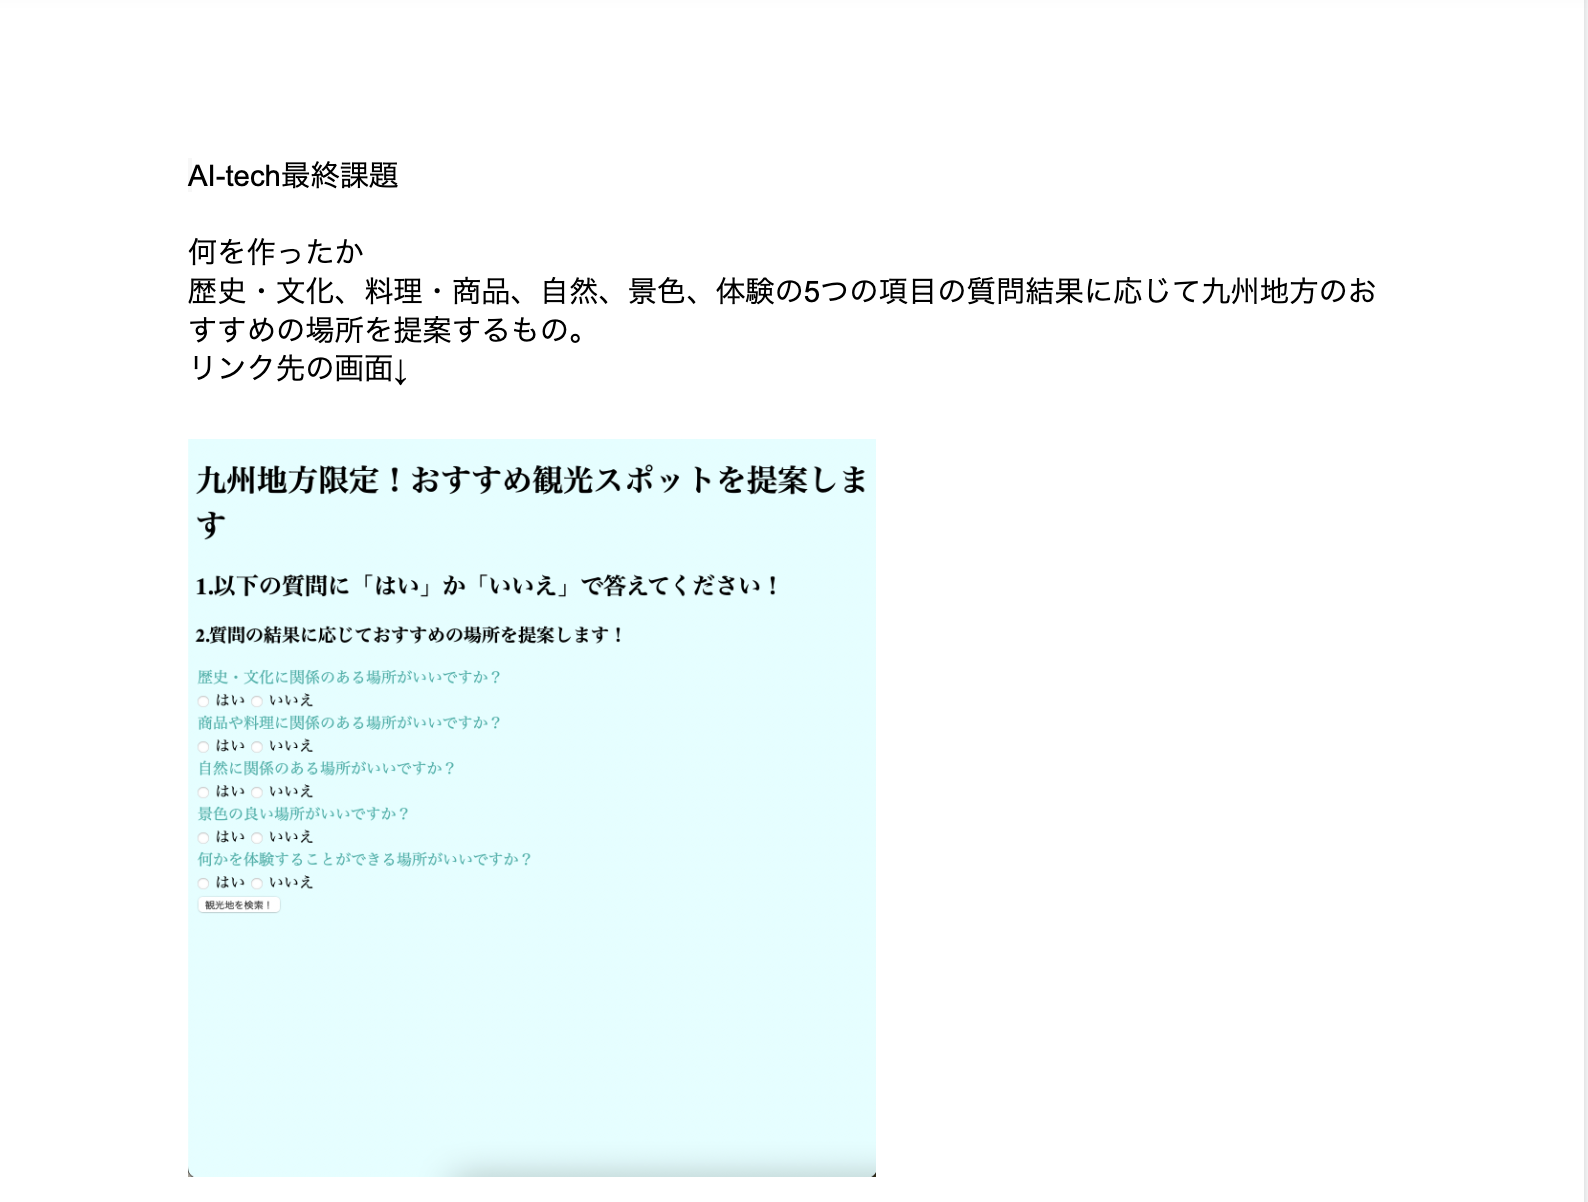 AI-tech最終課題
何を作ったか
歴史・文化、料理・商品、自然、景色、体験の5つの項目の質問結果に応じて九州地方のお
すすめの場所を提案するもの。
リンク先の画面↓
九州地方限定！おすすめ観光スポットを提案しま
す
1.以下の質問に「はい」か「いいえ」で答えてください！
2.質問の結果に応じておすすめの場所を提案します！
歴史・文化に関係のある場所がいいですか？
はい いいえ
商品や料理に関係のある場所がいいですか？
はい いいえ
自然に関係のある場所がいいですか？
はい いいえ
景色の良い場所がいいですか？
はい いいえ
何かを体験することができる場所がいいですか？
はい いいえ
観光地を検索！